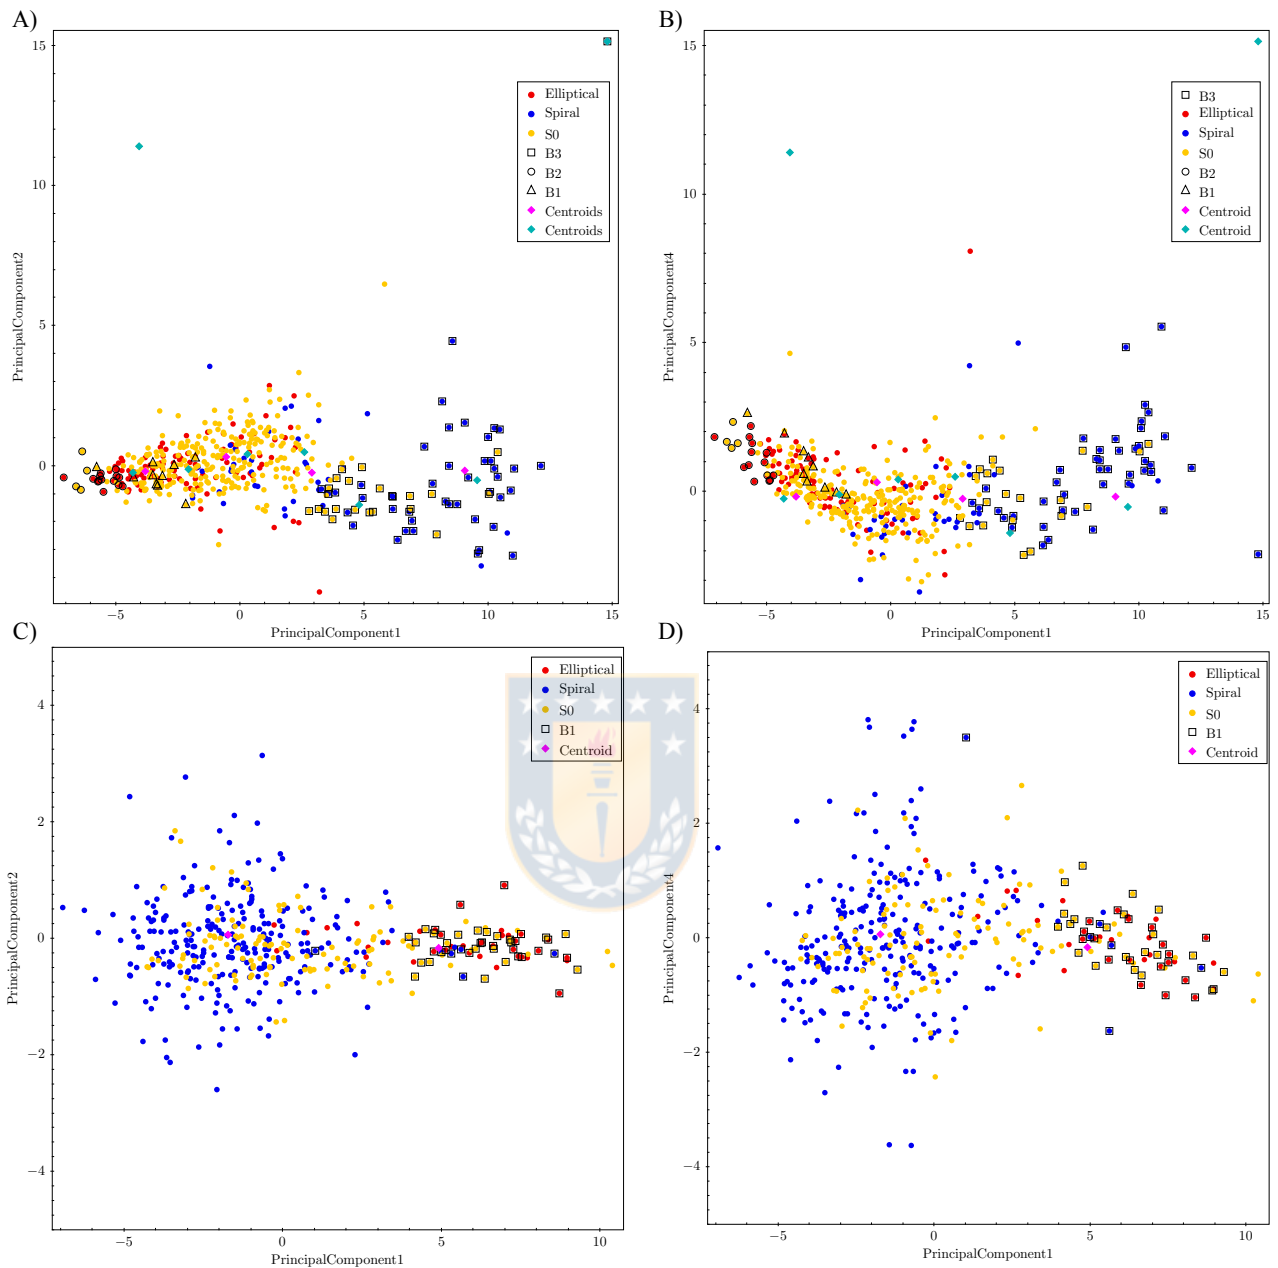 A)
15
10
5
0
−5
0
5
10
15
PrincipalComponent2
PrincipalComponent1
Elliptical
Spiral
S0
B3
B2
B1
Centroids
Centroids
B)
15
10
5
0
−5
0
5
10
15
PrincipalComponent4
PrincipalComponent1
B3
Elliptical
Spiral
S0
B2
B1
Centroid
Centroid
C)
4
2
0
−2
−4
−5
0
5
10
PrincipalComponent2
PrincipalComponent1
Elliptical
Spiral
S0
B1
Centroid
D)
4
2
0
−2
−4
−5
0
5
10
PrincipalComponent4
PrincipalComponent1
Elliptical
Spiral
S0
B1
Centroid